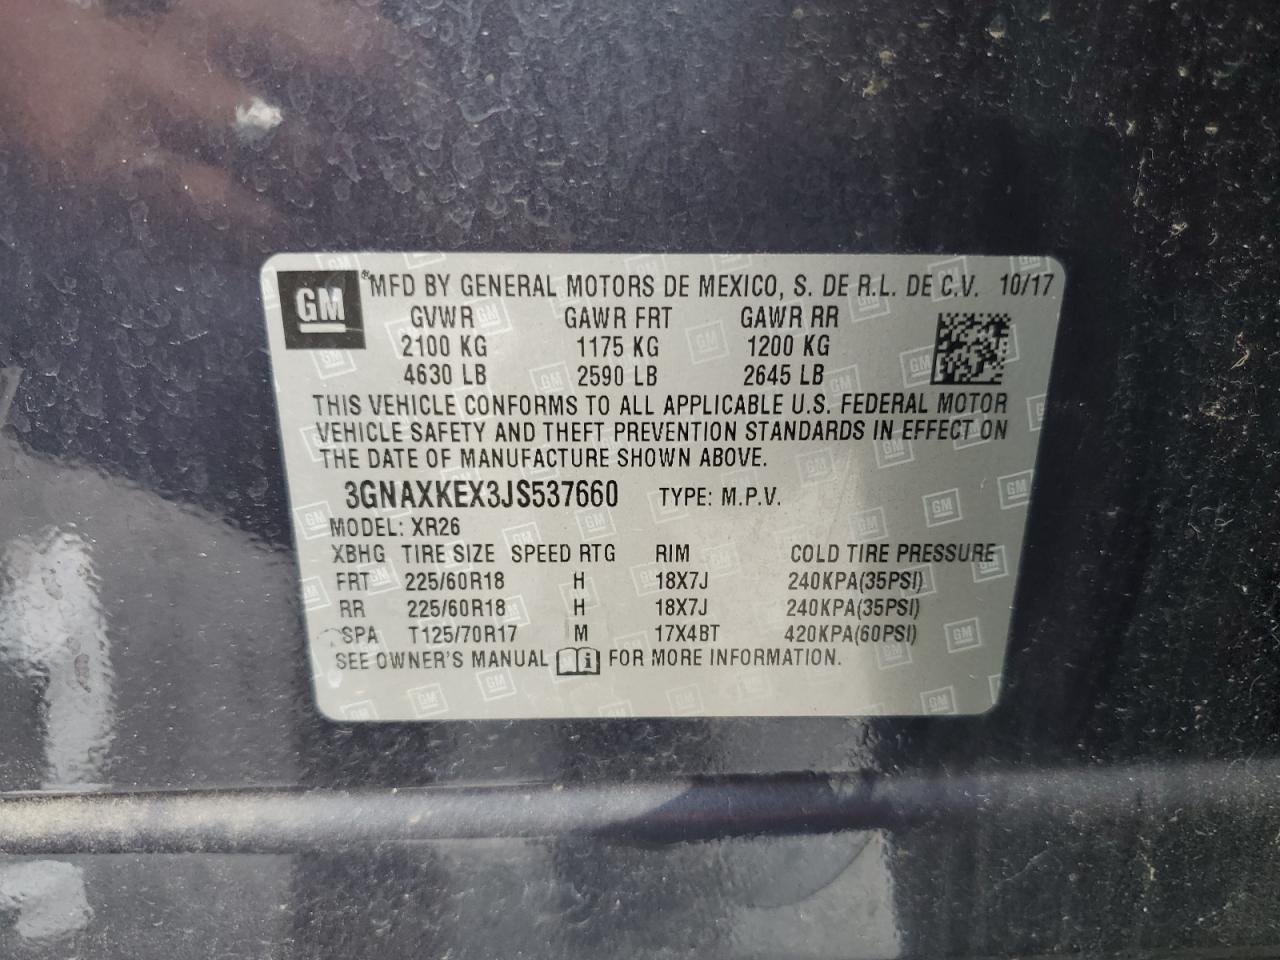 GM
*MFD BY GENERAL MOTORS DE MEXICO, S. DE R.L. DE C.V. 10/17
GVWR GAWR FRT GAWR RR
2100 KG 1175 KG 1200 KG
4630 LB 2590 LB 2645 LB
THIS VEHICLE CONFORMS TO ALL APPLICABLE U.S. FEDERAL MOTOR
VEHICLE SAFETY AND THEFT PREVENTION STANDARDS IN EFFECT ON
THE DATE OF MANUFACTURE SHOWN ABOVE.
3GNAXKEX3JS537660 TYPE: M.P.V.
MODEL: XR26
XBHG TIRE SIZE SPEED RTG RIM COLD TIRE PRESSURE
FRT 225/60R18 H 18X7J 240KPA(35PSI)
RR 225/60R18 H 18X7J 240KPA(35PSI)
SPA T125/70R17 M 17X4BT 420KPA(60PSI)
SEE OWNER'S MANUAL i FOR MORE INFORMATION.